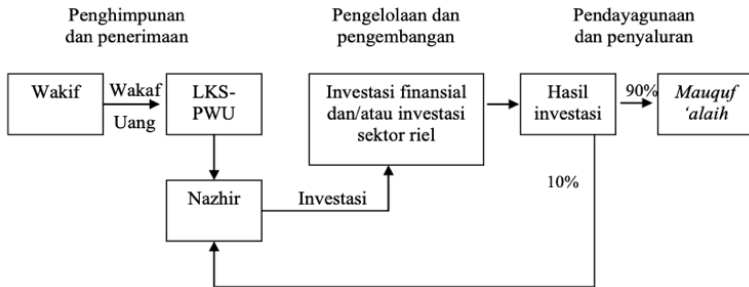 Penghimpunan
dan penerimaan
Pengelolaan dan
pengembangan
Pendayagunaan
dan penyaluran
Wakif
Wakaf
Uang
LKS-
PWU
Investasi finansial
dan/atau investasi
sektor riel
Hasil
investasi
90%
Mauquf
‘alaih
Nazhir
Investasi
10%